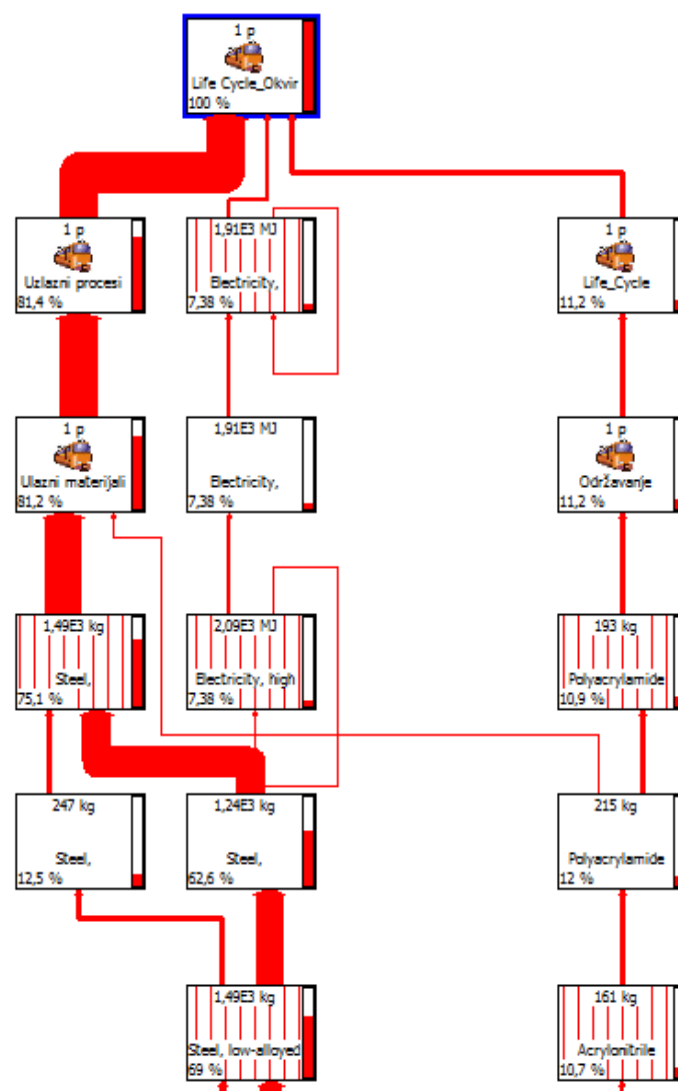 1 p
Life Cycle_Okvir
100 %
1 p
Uzlazni procesi
81,4 %
1,91E3 MJ
Electricity,
7,38 %
1 p
Life_Cycle
11,2 %
1 p
Ulazni materijali
81,2 %
1,91E3 MJ
Electricity,
7,38 %
1 p
Održavanje
11,2 %
1,49E3 kg
Steel,
75,1 %
2,09E3 MJ
Electricity, high
7,38 %
193 kg
Polyacrylamide
10,9 %
247 kg
Steel,
12,5 %
1,24E3 kg
Steel,
62,6 %
215 kg
Polyacrylamide
12 %
1,49E3 kg
Steel, low-alloyed
69 %
161 kg
Acrylonitrile
10,7 %